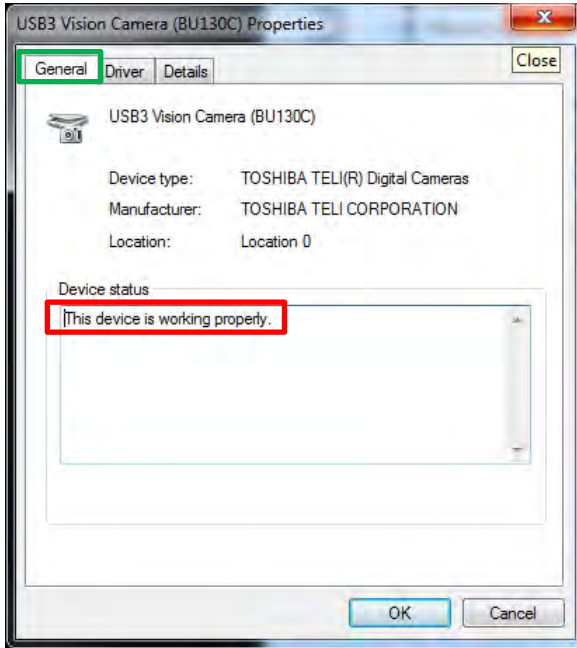 USB3 Vision Camera (BU130C) Properties
Close
General Driver Details
USB3 Vision Camera (BU130C)
Device type: TOSHIBA TELI(R) Digital Cameras
Manufacturer: TOSHIBA TELI CORPORATION
Location: Location 0
Device status
This device is working properly.
OK Cancel